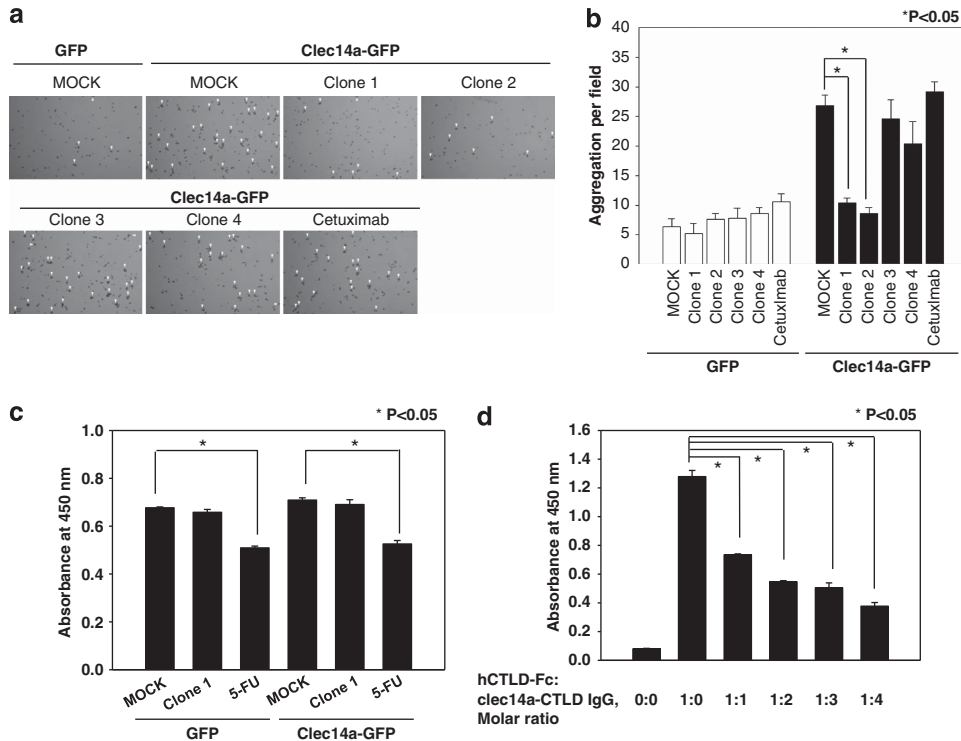 a
GFP
Clec14a-GFP
MOCK
MOCK
Clone 1
Clone 2
Clec14a-GFP
Clone 3
Clone 4
Cetuximab
b
*P<0.05
Aggregation per field
40
35
30
25
20
15
10
5
0
*
*
MOCK
Clone 1
Clone 2
Clone 3
Clone 4
CetuxImab
MOCK
Clone 1
Clone 2
Clone 3
Clone 4
CetuxImab
GFP
Clec14a-GFP
c
* P<0.05
Absorbance at 450 nm
1.0
0.8
0.6
0.4
0.2
0.0
*
*
MOCK
Clone 1
5-FU
MOCK
Clone 1
5-FU
GFP
Clec14a-GFP
d
* P<0.05
Absorbance at 450 nm
1.6
1.4
1.2
1.0
0.8
0.6
0.4
0.2
0.0
*
*
*
*
hCTLD-Fc:
clec14a-CTLD IgG, 0:0 1:0 1:1 1:2 1:3 1:4
Molar ratio